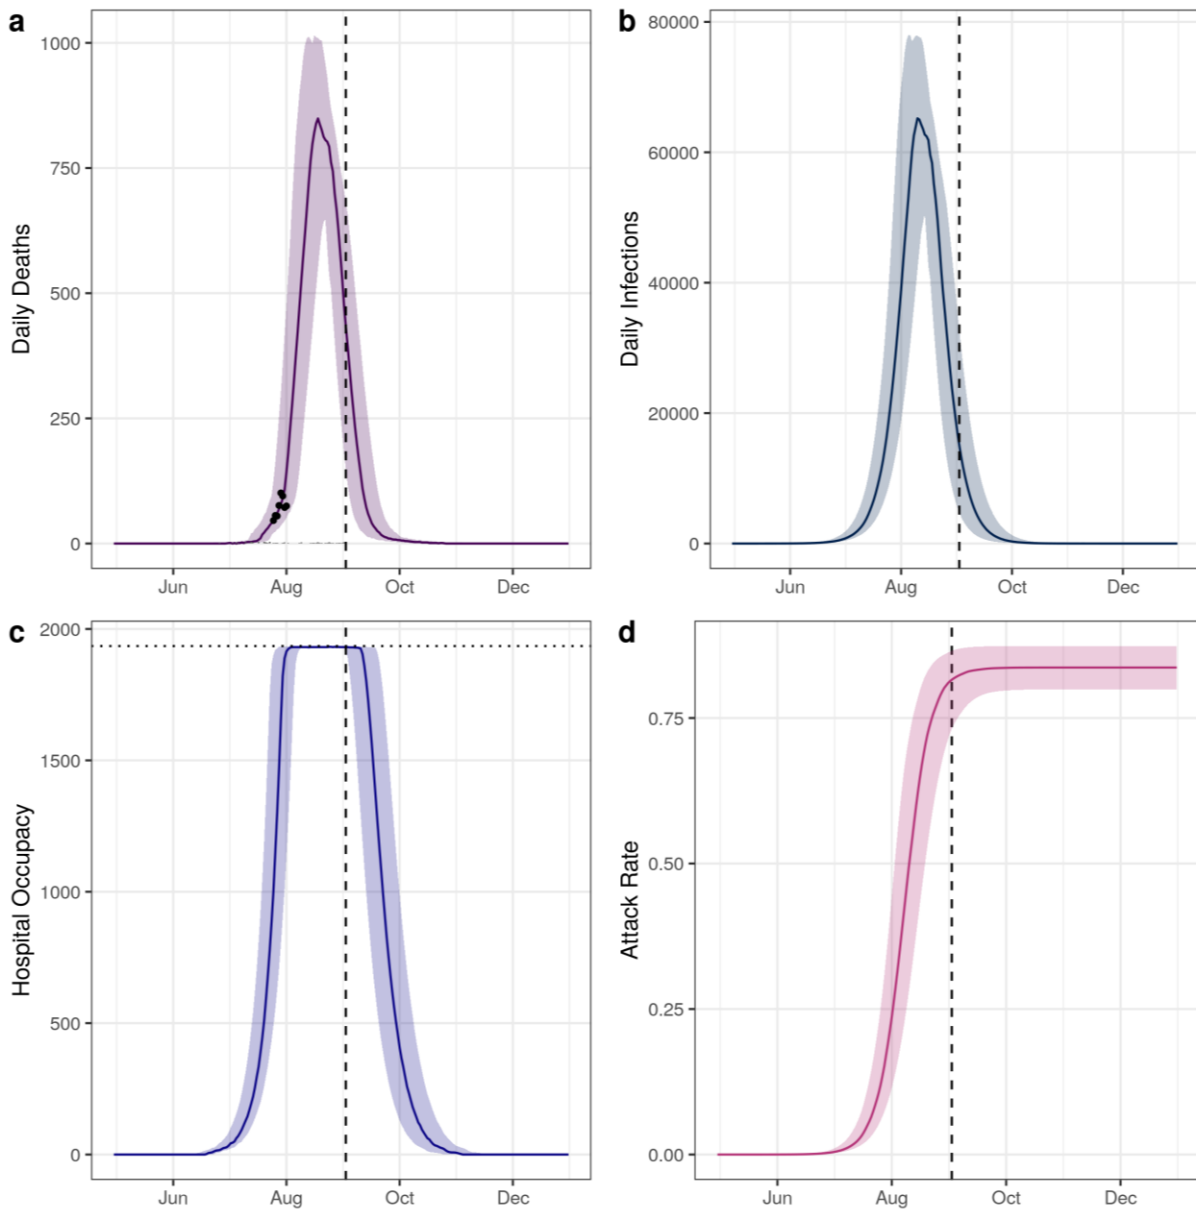 a
1000
750
500
250
0
Daily Deaths
Jun Aug Oct Dec
b
80000
60000
40000
20000
0
Daily Infections
Jun Aug Oct Dec
c
2000
1500
1000
500
0
Hospital Occupacy
Jun Aug Oct Dec
d
0.75
0.50
0.25
0.00
Attack Rate
Jun Aug Oct Dec